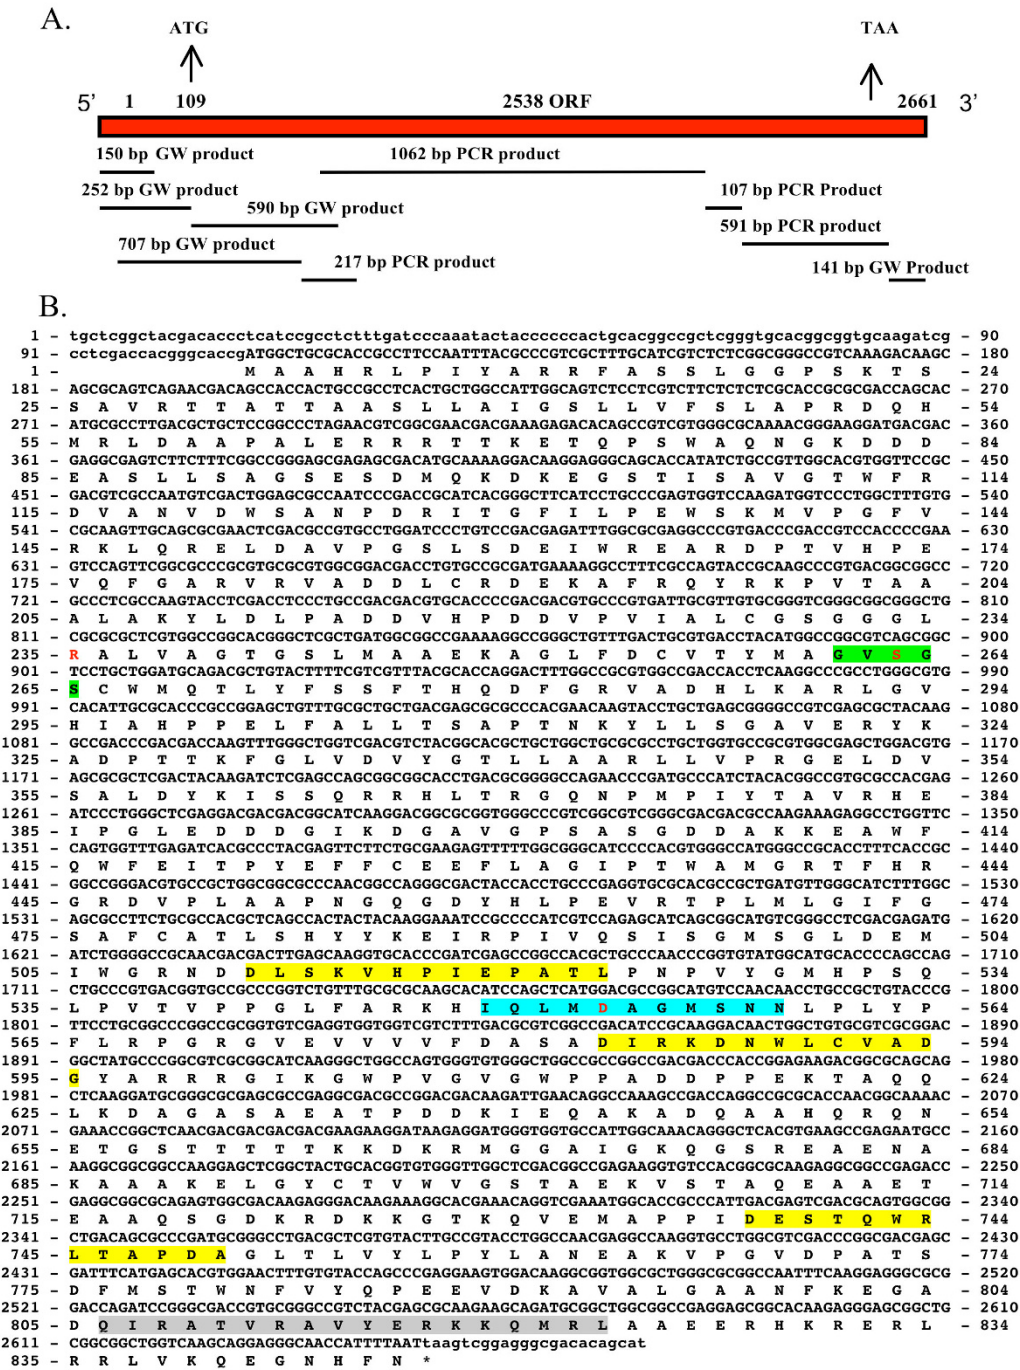 A.
ATG
TAA
5' 1 109 2538 ORF 2661 3'
150 bp GW product
1062 bp PCR product
252 bp GW product
107 bp PCR Product
590 bp GW product
591 bp PCR product
707 bp GW product
217 bp PCR product
141 bp GW Product
B.
1 - tgctcggctacgacaccctcatccgcctctttgatcccaaatactacccccccactgcacggccgctcgggtgcacggcggtgcaagatcg - 90
91 - cctcgaccacgggcaccgATGGCTGCGCACCGCCTTCCAATTTACGCCCGTCGCTTTGCATCGTCTCTCGGCGGGCCGTCAAAGACAAGC - 180
1 - M A A H R L P I Y A R R F A S S L G G P S K T S - 24
181 - AGCGCAGTCAGAACGACAGCCACCACTGCCGCCTCACTGCTGGCCATTGGCAGTCTCCTCGTCTTCTCTCTCGCACCGCGCGACCAGCAC - 270
25 - S A V R T T A T T A A S L L A I G S L L V F S L A P R D Q H - 54
271 - ATGCGCCTTGACGCTGCTCCGGCCCTAGAACGTCGGCGAACGACGAAAGAGACACAGCCGTCGTGGGCGCAAAACGGGAAGGATGACGAC - 360
55 - M R L D A A P A L E R R R T T K E T Q P S W A Q N G K D D D - 84
361 - GAGGCGAGTCTTCTTTCGGCCGGGAGCGAGAGCGACATGCAAAAGGACAAGGAGGGCAGCACCATATCTGCCGTTGGCACGTGGTTCCGC - 450
85 - E A S L L S A G S E S D M Q K D K E G S T I S A V G T W F R - 114
451 - GACGTCGCCAATGTCGACTGGAGCGCCAATCCCGACCGCATCACGGGCTTCATCCTGCCCGAGTGGTCCAAGATGGTCCCTGGCTTTGTG - 540
115 - D V A N V D W S A N P D R I T G F I L P E W S K M V P G F V - 144
541 - CGCAAGTTGCAGCGCGAACTCGACGCCGTGCCTGGATCCCTGTCCGACGAGATTTGGCGCGAGGCCCGTGACCCGACCGTCCACCCCGAA - 630
145 - R K L Q R E L D A V P G S L S D E I W R E A R D P T V H P E - 174
631 - GTCCAGTTCGGCGCCCGCGTGCGCGTGGCGGACGACCTGTGCCGCGATGAAAAGGCCTTTCGCCAGTACCGCAAGCCCGTGACGGCGGCC - 720
175 - V Q F G A R V R V A D D L C R D E K A F R Q Y R K P V T A A - 204
721 - GCCCTCGCCAAGTACCTCGACCTCCCTGCCGACGACGTGCACCCCGACGACGTGCCCGTGATTGCGTTGTGCGGGTCGGGCGGCGGGCTG - 810
205 - A L A K Y L D L P A D D V H P D D V P V I A L C G S G G G L - 234
811 - CGCGCGCTCGTGGCCGGCACGGGCTCGCTGATGGCGGCCGAAAAGGCCGGGCTGTTTGACTGCGTGACCTACATGGCCGGCGTCAGCGGC - 900
235 - R A L V A G T G S L M A A E K A G L F D C V T Y M A G V S G - 264
901 - TCCTGCTGGATGCAGACGCTGTACTTTTCGTCGTTTACGCACCAGGACTTTGGCCGCGTGGCCGACCACCTCAAGGCCCGCCTGGGCGTG - 990
265 - S C W M Q T L Y F S S F T H Q D F G R V A D H L K A R L G V - 294
991 - CACATTGCGCACCCGCCGGAGCTGTTTGCGCTGCTGACGAGCGCGCCCACGAACAAGTACCTGCTGAGCGGGGCCGTCGAGCGCTACAAG - 1080
295 - H I A H P P E L F A L L T S A P T N K Y L L S G A V E R Y K - 324
1081 - GCCGACCCGACGACCAAGTTTGGGCTGGTCGACGTCTACGGCACGCTGCTGGCTGCGCGCCTGCTGGTGCCGCGTGGCGAGCTGGACGTG - 1170
325 - A D P T T K F G L V D V Y G T L L A A R L L V P R G E L D V - 354
1171 - AGCGCGCTCGACTACAAGATCTCGAGCCAGCGGCGGCACCTGACGCGGGGCCAGAACCCGATGCCCATCTACACGGCCGTGCGCCACGAG - 1260
355 - S A L D Y K I S S Q R R H L T R G Q N P M P I Y T A V R H E - 384
1261 - ATCCCTGGGCTCGAGGACGACGACGGCATCAAGGACGGCGCGGTGGGCCCGTCGGCGTCGGGCGACGACGCCAAGAAAGAGGCCTGGTTC - 1350
385 - I P G L E D D D G I K D G A V G P S A S G D D A K K E A W F - 414
1351 - CAGTGGTTTGAGATCACGCCCTACGAGTTCTTCTGCGAAGAGTTTTTGGCGGGCATCCCCACGTGGGCCATGGGCCGCACCTTTCACCGC - 1440
415 - Q W F E I T P Y E F F C E E F L A G I P T W A M G R T F H R - 444
1441 - GGCCGGGACGTGCCGCTGGCGGCGCCCAACGGCCAGGGCGACTACCACCTGCCCGAGGTGCGCACGCCGCTGATGTTGGGCATCTTTGGC - 1530
445 - G R D V P L A A P N G Q G D Y H L P E V R T P L M L G I F G - 474
1531 - AGCGCCTTCTGCGCCACGCTCAGCCACTACTACAAGGAAATCCGCCCCATCGTCCAGAGCATCAGCGGCATGTCGGGCCTCGACGAGATG - 1620
475 - S A F C A T L S H Y Y K E I R P I V Q S I S G M S G L D E M - 504
1621 - ATCTGGGGCCGCAACGACGACTTGAGCAAGGTGCACCCGATCGAGCCGGCCACGCTGCCCAACCCGGTGTATGGCATGCACCCCAGCCAG - 1710
505 - I W G R N D D L S K V H P I E P A T L P N P V Y G M H P S Q - 534
1711 - CTGCCCGTGACGGTGCCGCCCGGTCTGTTTGCGCGCAAGCACATCCAGCTCATGGACGCCGGCATGTCCAACAACCTGCCGCTGTACCCG - 1800
535 - L P V T V P P G L F A R K H I Q L M D A G M S N N L P L Y P - 564
1801 - TTCCTGCGGCCCGGCCGCGGTGTCGAGGTGGTGGTCGTCTTTGACGCGTCGGCCGACATCCGCAAGGACAACTGGCTGTGCGTCGCGGAC - 1890
565 - F L R P G R G V E V V V V F D A S A D I R K D N W L C V A D - 594
1891 - GGCTATGCCCGGCGTCGCGGCATCAAGGGCTGGCCAGTGGGTGTGGGCTGGCCGCCGGCCGACGACCCACCGGAGAAGACGGCGCAGCAG - 1980
595 - G Y A R R R G I K G W P V G V G W P P A D D P P E K T A Q Q - 624
1981 - CTCAAGGATGCGGGCGCGAGCGCCGAGGCGACGCCGGACGACAAGATTGAACAGGCCAAAGCCGACCAGGCCGCGCACCAACGGCAAAAC - 2070
625 - L K D A G A S A E A T P D D K I E Q A K A D Q A A H Q R Q N - 654
2071 - GAAACCGGCTCAACGACGACGACGACGAAGAAGGATAAGAGGATGGGTGGTGCCATTGGCAAACAGGGCTCACGTGAAGCCGAGAATGCC - 2160
655 - E T G S T T T T K K D K R M G G A I G K Q G S R E A E N A - 684
2161 - AAGGCGGCGGCCAAGGAGCTCGGCTACTGCACGGTGTGGGTTGGCTCGACGGCCGAGAAGGTGTCCACGGCGCAAGAGGCGGCCGAGACC - 2250
685 - K A A A K E L G Y C T V W V G S T A E K V S T A Q E A A E T - 714
2251 - GAGGCGGCGCAGAGTGGCGACAAGAGGGACAAGAAAGGCACGAAACAGGTCGAAATGGCACCGCCCATTGACGAGTCGACGCAGTGGCGG - 2340
715 - E A A Q S G D K R D K K G T K Q V E M A P P I D E S T Q W R - 744
2341 - CTGACAGCGCCCGATGCGGGCCTGACGCTCGTGTACTTGCCGTACCTGGCCAACGAGGCCAAGGTGCCTGGCGTCGACCCGGCGACGAGC - 2430
745 - L T A P D A G L T L V Y L P Y L A N E A K V P G V D P A T S - 774
2431 - GATTTCATGAGCACGTGGAACTTTGTGTACCAGCCCGAGGAAGTGGACAAGGCGGTGGCGCTGGGCGCGGCCAATTTCAAGGAGGGCGCG - 2520
775 - D F M S T W N F V Y Q P E E V D K A V A L G A A N F K E G A - 804
2521 - GACCAGATCCGGGCGACCGTGCGGGCCGTCTACGAGCGCAAGAAGCAGATGCGGCTGGCGGCCGAGGAGCGGCACAAGAGGGAGCGGCTG - 2610
805 - D Q I R A T V R A V Y E R K K Q M R L A A E E R H K R E R L - 834
2611 - CGGCGGCTGGTCAAGCAGGAGGGCAACCATTTTAATtaagtcggagggcgacacagcat
835 - R R L V K Q E G N H F N *